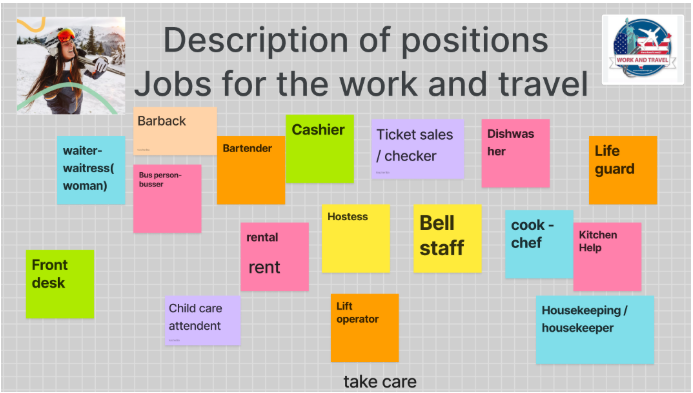 Description of positions
Jobs for the work and travel
WORK AND TRAVEL
Barback
Cashier
Ticket sales
/ checker
Dishwas
her
waiter-
waitress(
woman)
Bartender
Life
guard
Bus person-
busser
Hostess
Bell
staff
cook -
chef
rental
rent
Kitchen
Help
Front
desk
Child care
attendent
Lift
operator
Housekeeping /
housekeeper
take care